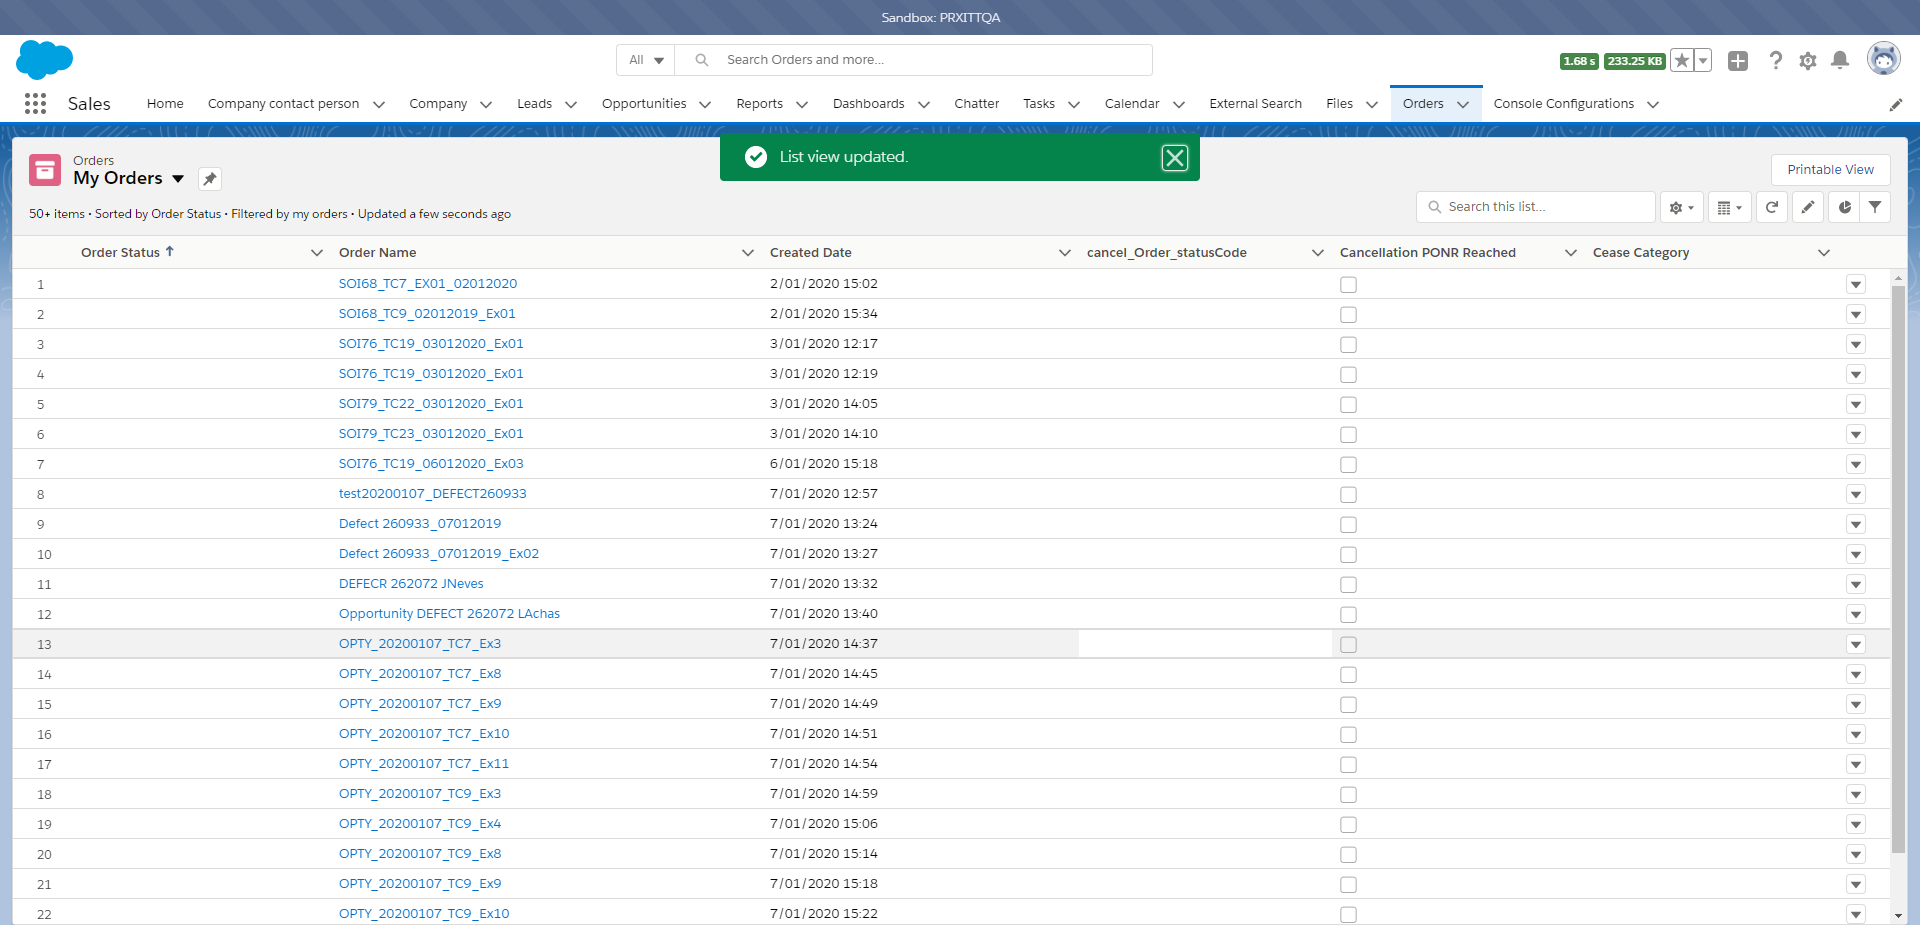 Sandbox: PRXITTQA
All
Search Orders and more...
1.68 s 233.25 KB
Sales Home Company contact person Company Leads Opportunities Reports Dashboards Chatter Tasks Calendar External Search Files Orders Console Configurations
Orders
My Orders
List view updated.
Printable View
50+ items • Sorted by Order Status • Filtered by my orders • Updated a few seconds ago
Search this list...
Order Status Order Name Created Date cancel_Order_statusCode Cancellation PONR Reached Cease Category
1 SOI68_TC7_EX01_02012020 2/01/2020 15:02
2 SOI68_TC9_02012019_Ex01 2/01/2020 15:34
3 SOI76_TC19_03012020_Ex01 3/01/2020 12:17
4 SOI76_TC19_03012020_Ex01 3/01/2020 12:19
5 SOI79_TC22_03012020_Ex01 3/01/2020 14:05
6 SOI79_TC23_03012020_Ex01 3/01/2020 14:10
7 SOI76_TC19_06012020_Ex03 6/01/2020 15:18
8 test20200107_DEFECT260933 7/01/2020 12:57
9 Defect 260933_07012019 7/01/2020 13:24
10 Defect 260933_07012019_Ex02 7/01/2020 13:27
11 DEFECR 262072 JNeves 7/01/2020 13:32
12 Opportunity DEFECT 262072 LAchas 7/01/2020 13:40
13 OPTY_20200107_TC7_Ex3 7/01/2020 14:37
14 OPTY_20200107_TC7_Ex8 7/01/2020 14:45
15 OPTY_20200107_TC7_Ex9 7/01/2020 14:49
16 OPTY_20200107_TC7_Ex10 7/01/2020 14:51
17 OPTY_20200107_TC7_Ex11 7/01/2020 14:54
18 OPTY_20200107_TC9_Ex3 7/01/2020 14:59
19 OPTY_20200107_TC9_Ex4 7/01/2020 15:06
20 OPTY_20200107_TC9_Ex8 7/01/2020 15:14
21 OPTY_20200107_TC9_Ex9 7/01/2020 15:18
22 OPTY_20200107_TC9_Ex10 7/01/2020 15:22